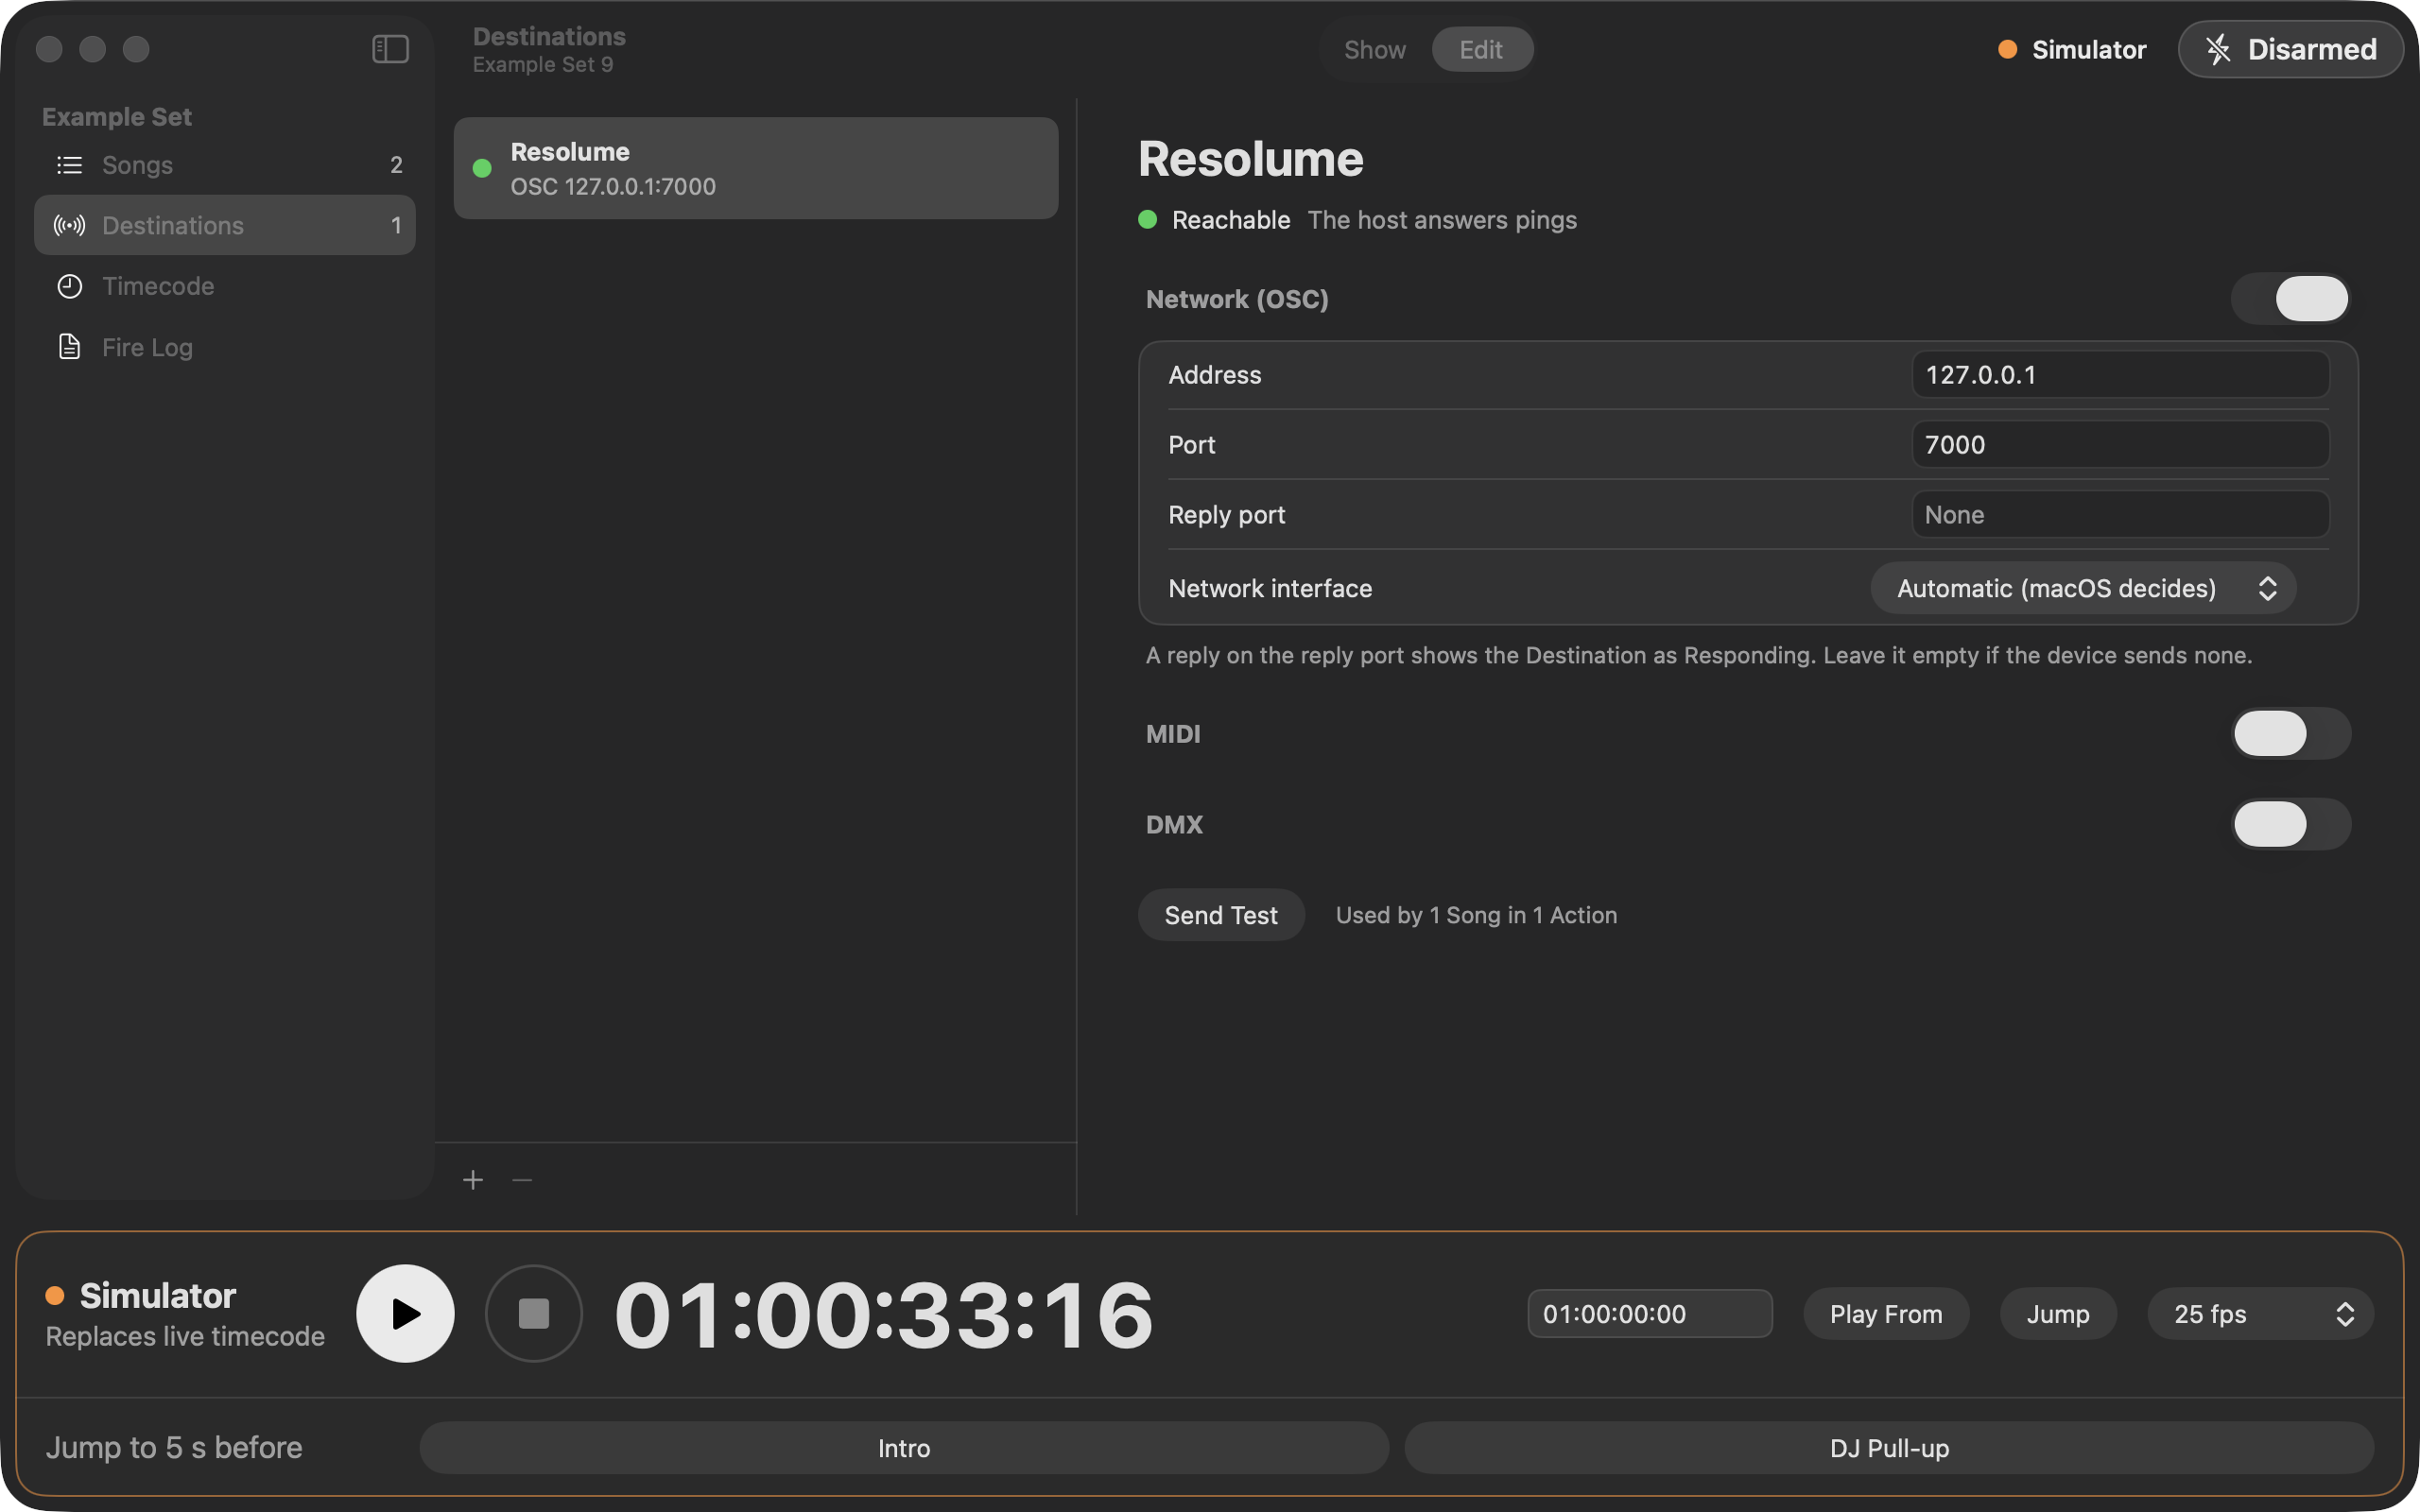 Destinations
Example Set 9
Show
Edit
Simulator
Disarmed
Example Set
Songs 2
Destinations 1
Timecode
Fire Log
Resolume
OSC 127.0.0.1:7000
Resolume
Reachable The host answers pings
Network (OSC)
Address 127.0.0.1
Port 7000
Reply port None
Network interface Automatic (macOS decides)
A reply on the reply port shows the Destination as Responding. Leave it empty if the device sends none.
MIDI
DMX
Send Test Used by 1 Song in 1 Action
Simulator
Replaces live timecode
01:00:33:16
01:00:00:00
Play From
Jump
25 fps
Jump to 5 s before
Intro
DJ Pull-up